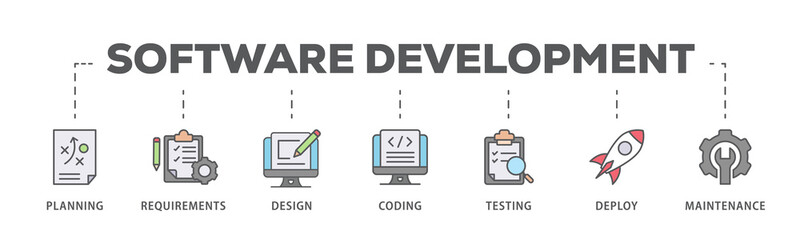 SOFTWARE DEVELOPMENT
</>
PLANNING REQUIREMENTS DESIGN CODING TESTING DEPLOY MAINTENANCE